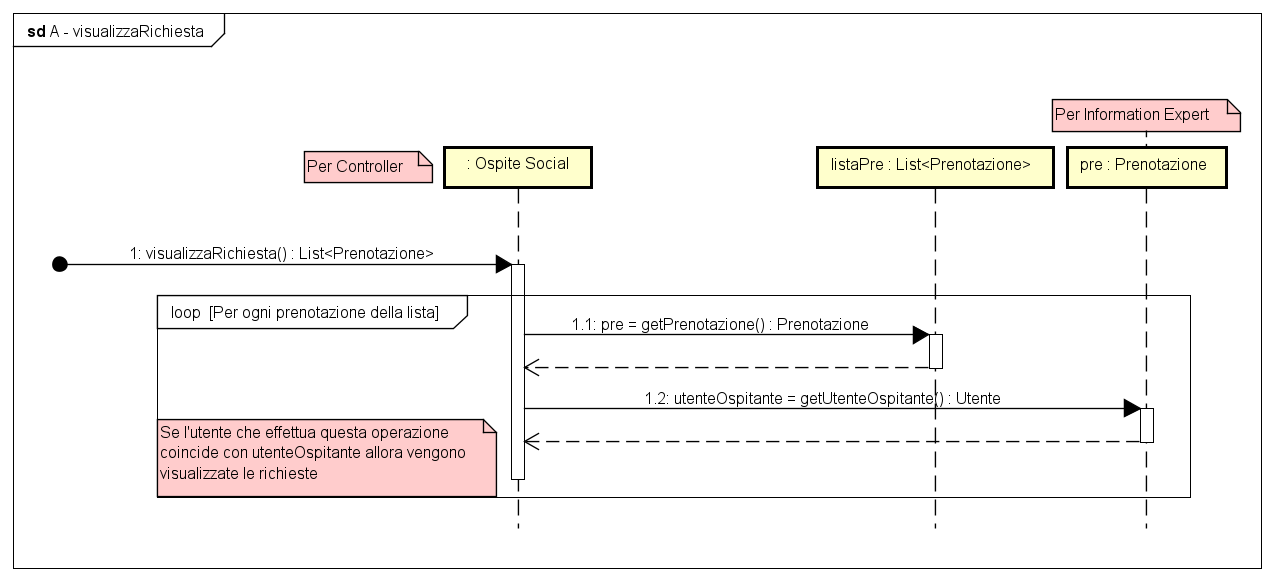 sd A - visualizzaRichiesta
Per Information Expert
Per Controller
: Ospite Social
listaPre : List<Prenotazione>
pre : Prenotazione
1: visualizzaRichiesta() : List<Prenotazione>
loop [Per ogni prenotazione della lista]
1.1: pre = getPrenotazione() : Prenotazione
1.2: utenteOspitante = getUtenteOspitante() : Utente
Se l'utente che effettua questa operazione
coincide con utenteOspitante allora vengono
visualizzate le richieste